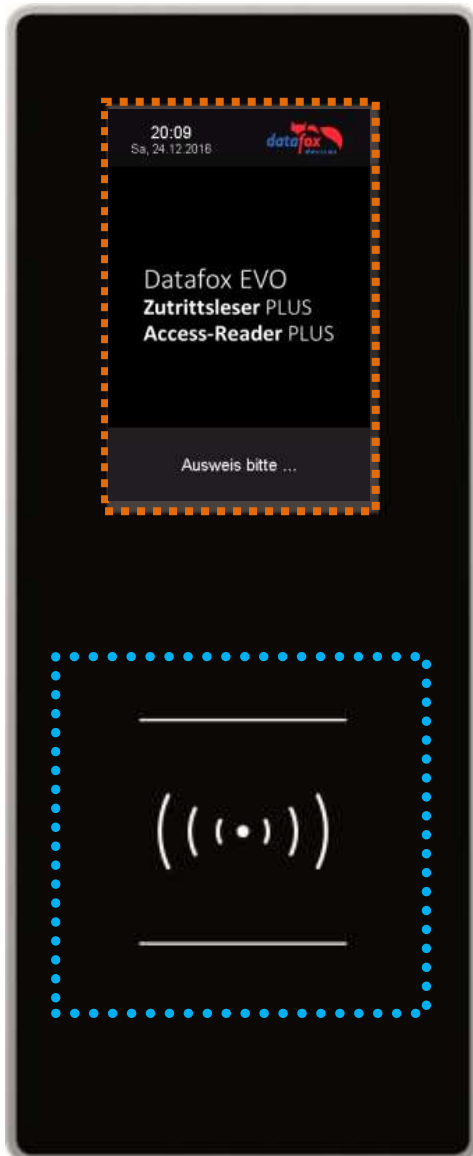 20:09
datafox
Sa, 24.12.2016
Datafox EVO
Zutrittsleser PLUS
Access-Reader PLUS
Ausweis bitte ...